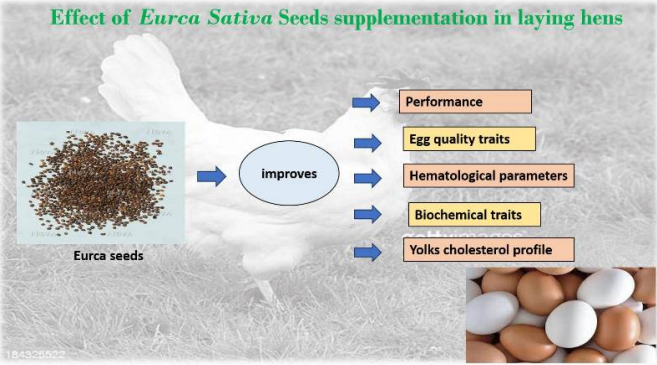 Effect of Eurca Sativa Seeds supplementation in laying hens
Performance
Egg quality traits
improves
Hematological parameters
Biochemical traits
Yolks cholesterol profile
Eurca seeds
184325522